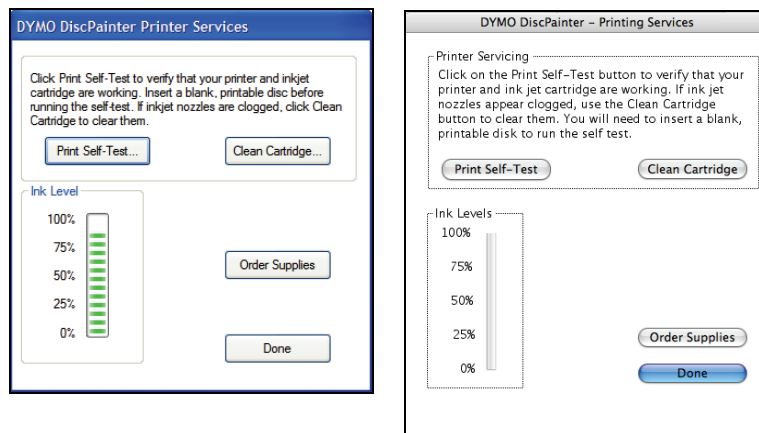 DYMO DiscPainter Printer Services
Click Print Self-Test to verify that your printer and inkjet
cartridge are working. Insert a blank, printable disc before
running the self-test. If inkjet nozzles are clogged, click Clean
Cartridge to clear them.
Print Self-Test...
Clean Cartridge...
Ink Level
100%
75%
50%
25%
0%
Order Supplies
Done
DYMO DiscPainter – Printing Services
Printer Servicing
Click on the Print Self-Test button to verify that your
printer and ink jet cartridge are working. If ink jet
nozzles appear clogged, use the Clean Cartridge
button to clear them. You will need to insert a blank,
printable disk to run the self test.
Print Self-Test
Clean Cartridge
Ink Levels
100%
75%
50%
25%
0%
Order Supplies
Done